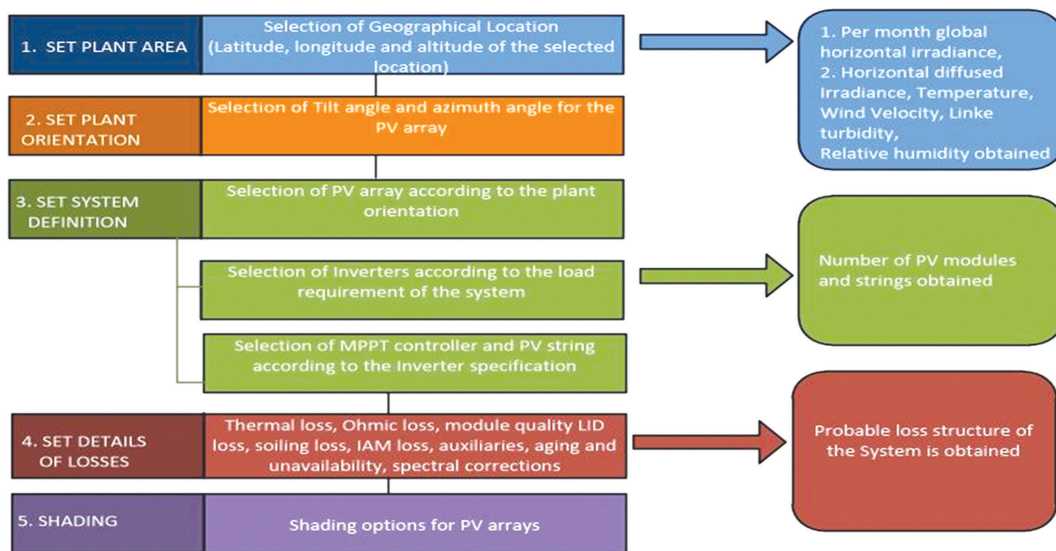 1. SET PLANT AREA
Selection of Geographical Location
(Latitude, longitude and altitude of the selected
location)
1. Per month global
horizontal irradiance,
2. Horizontal diffused
Irradiance, Temperature,
Wind Velocity, Linke
turbidity,
Relative humidity obtained
2. SET PLANT
ORIENTATION
Selection of Tilt angle and azimuth angle for the
PV array
3. SET SYSTEM
DEFINITION
Selection of PV array according to the plant
orientation
Selection of Inverters according to the load
requirement of the system
Number of PV modules
and strings obtained
Selection of MPPT controller and PV string
according to the Inverter specification
4. SET DETAILS
OF LOSSES
Thermal loss, Ohmic loss, module quality LID
loss, soiling loss, IAM loss, auxiliaries, aging and
unavailability, spectral corrections
Probable loss structure of
the System is obtained
5. SHADING
Shading options for PV arrays